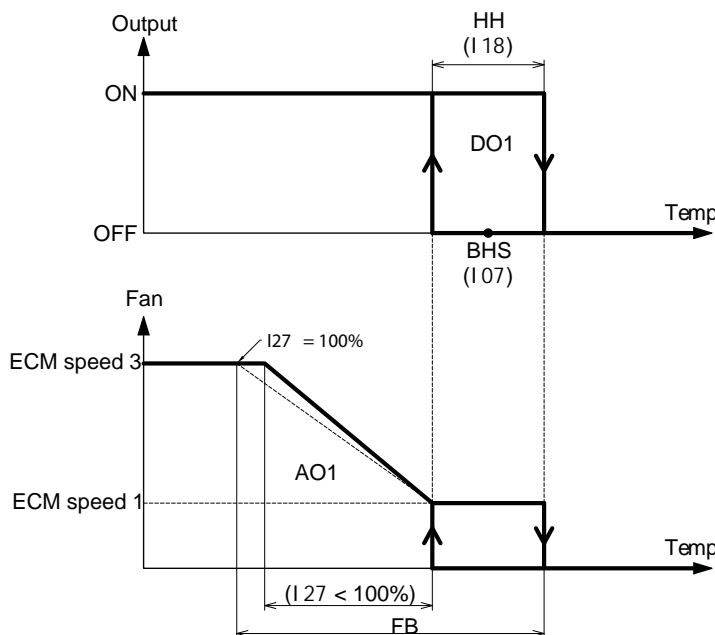 Output
HH
(I 18)
ON
DO1
Temp
OFF
BHS
(I 07)
Fan
I27 = 100%
ECM speed 3
AO1
ECM speed 1
Temp
(I 27 < 100%)
FB